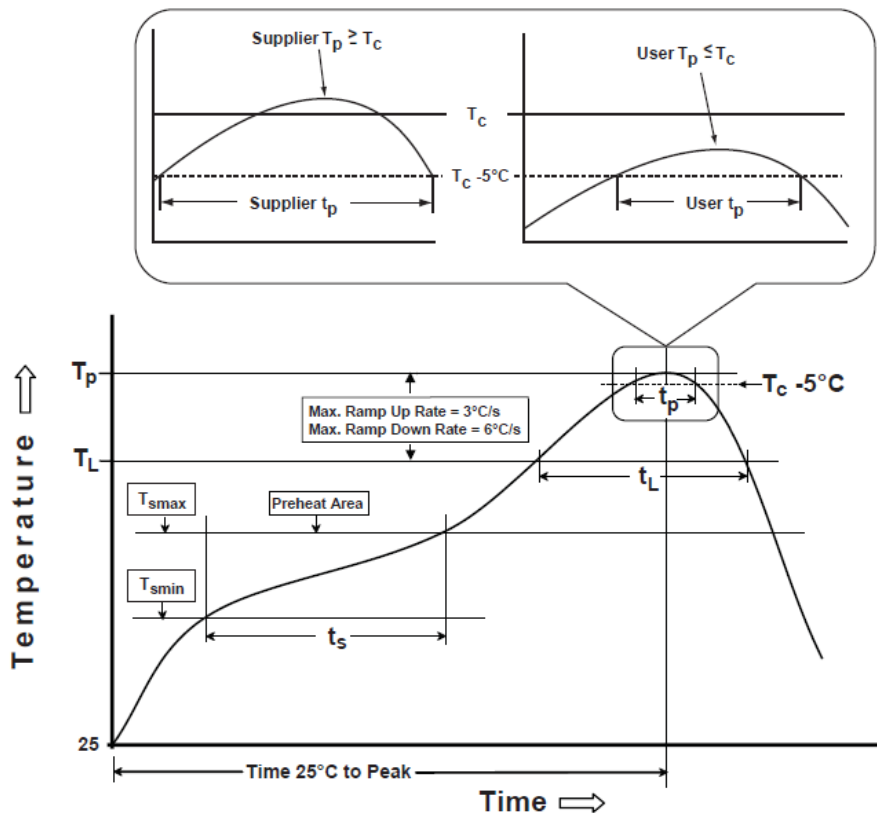 Supplier Tp ≥ Tc
User Tp ≤ Tc
Tc
Tc -5°C
Supplier tp
User tp
Tp
Tc -5°C
tp
Max. Ramp Up Rate = 3°C/s
Max. Ramp Down Rate = 6°C/s
TL
tL
Tsmax
Preheat Area
Tsmin
ts
Temperature
25
Time 25°C to Peak
Time